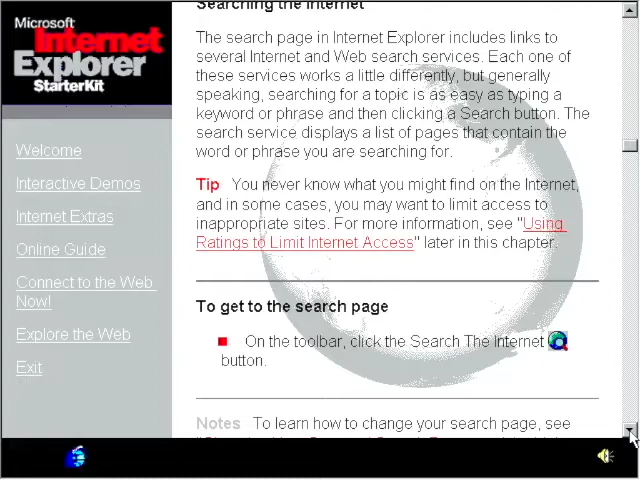 Microsoft
Internet
Explorer
StarterKit
Welcome
Interactive Demos
Internet Extras
Online Guide
Connect to the Web
Now!
Explore the Web
Exit
Searching the Internet
The search page in Internet Explorer includes links to
several Internet and Web search services. Each one of
these services works a little differently, but generally
speaking, searching for a topic is as easy as typing a
keyword or phrase and then clicking a Search button. The
search service displays a list of pages that contain the
word or phrase you are searching for.
Tip You never know what you might find on the Internet,
and in some cases, you may want to limit access to
inappropriate sites. For more information, see "Using
Ratings to Limit Internet Access" later in this chapter.
To get to the search page
On the toolbar, click the Search The Internet
button.
Notes To learn how to change your search page, see